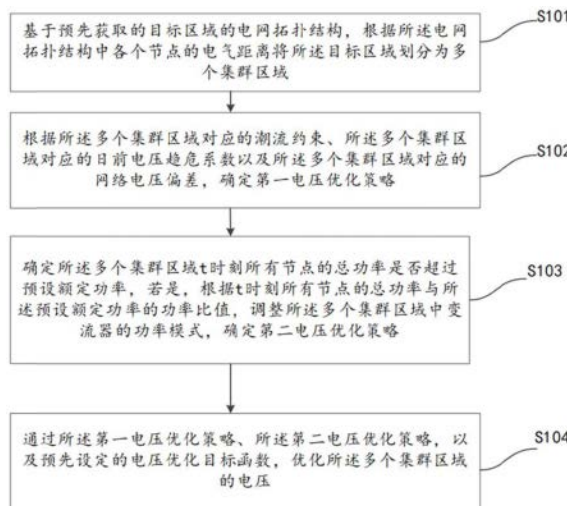 S101
基于预先获取的目标区域的电网拓扑结构，根据所述电网
拓扑结构中各个节点的电气距离将所述目标区域划分为多
个集群区域
S102
根据所述多个集群区域对应的潮流约束、所述多个集群区
域对应的日前电压趋危系数以及所述多个集群区域对应的
网络电压偏差，确定第一电压优化策略
S103
确定所述多个集群区域t时刻所有节点的总功率是否超过
预设额定功率，若是，根据t时刻所有节点的总功率与所
述预设额定功率的功率比值，调整所述多个集群区域中变
流器的功率模式，确定第二电压优化策略
S104
通过所述第一电压优化策略、所述第二电压优化策略，以
及预先设定的电压优化目标函数，优化所述多个集群区域
的电压